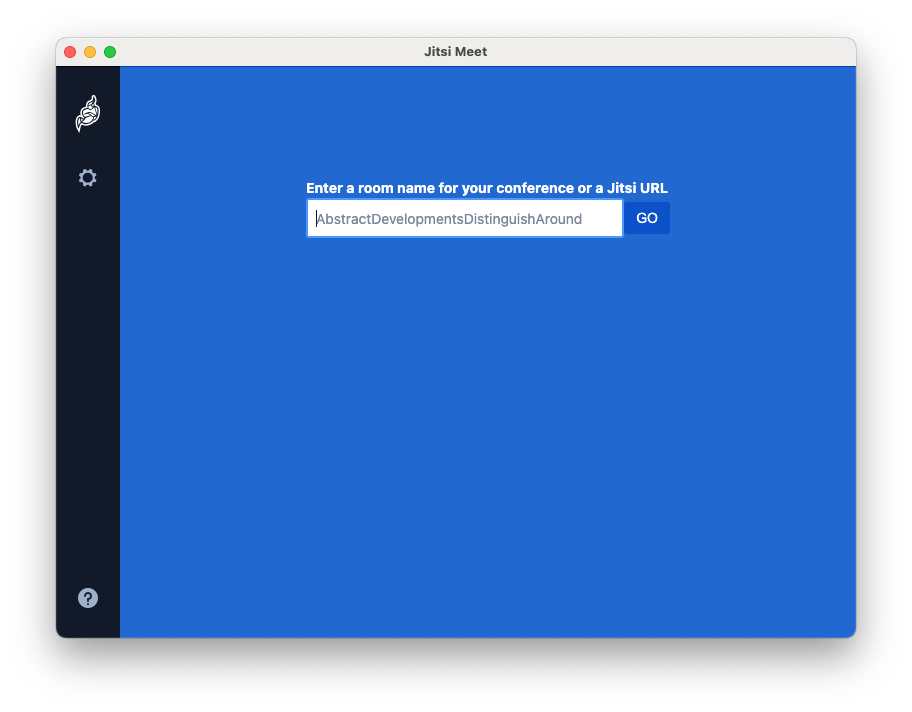 Jitsi Meet
Enter a room name for your conference or a Jitsi URL
AbstractDevelopmentsDistinguishAround
GO
?